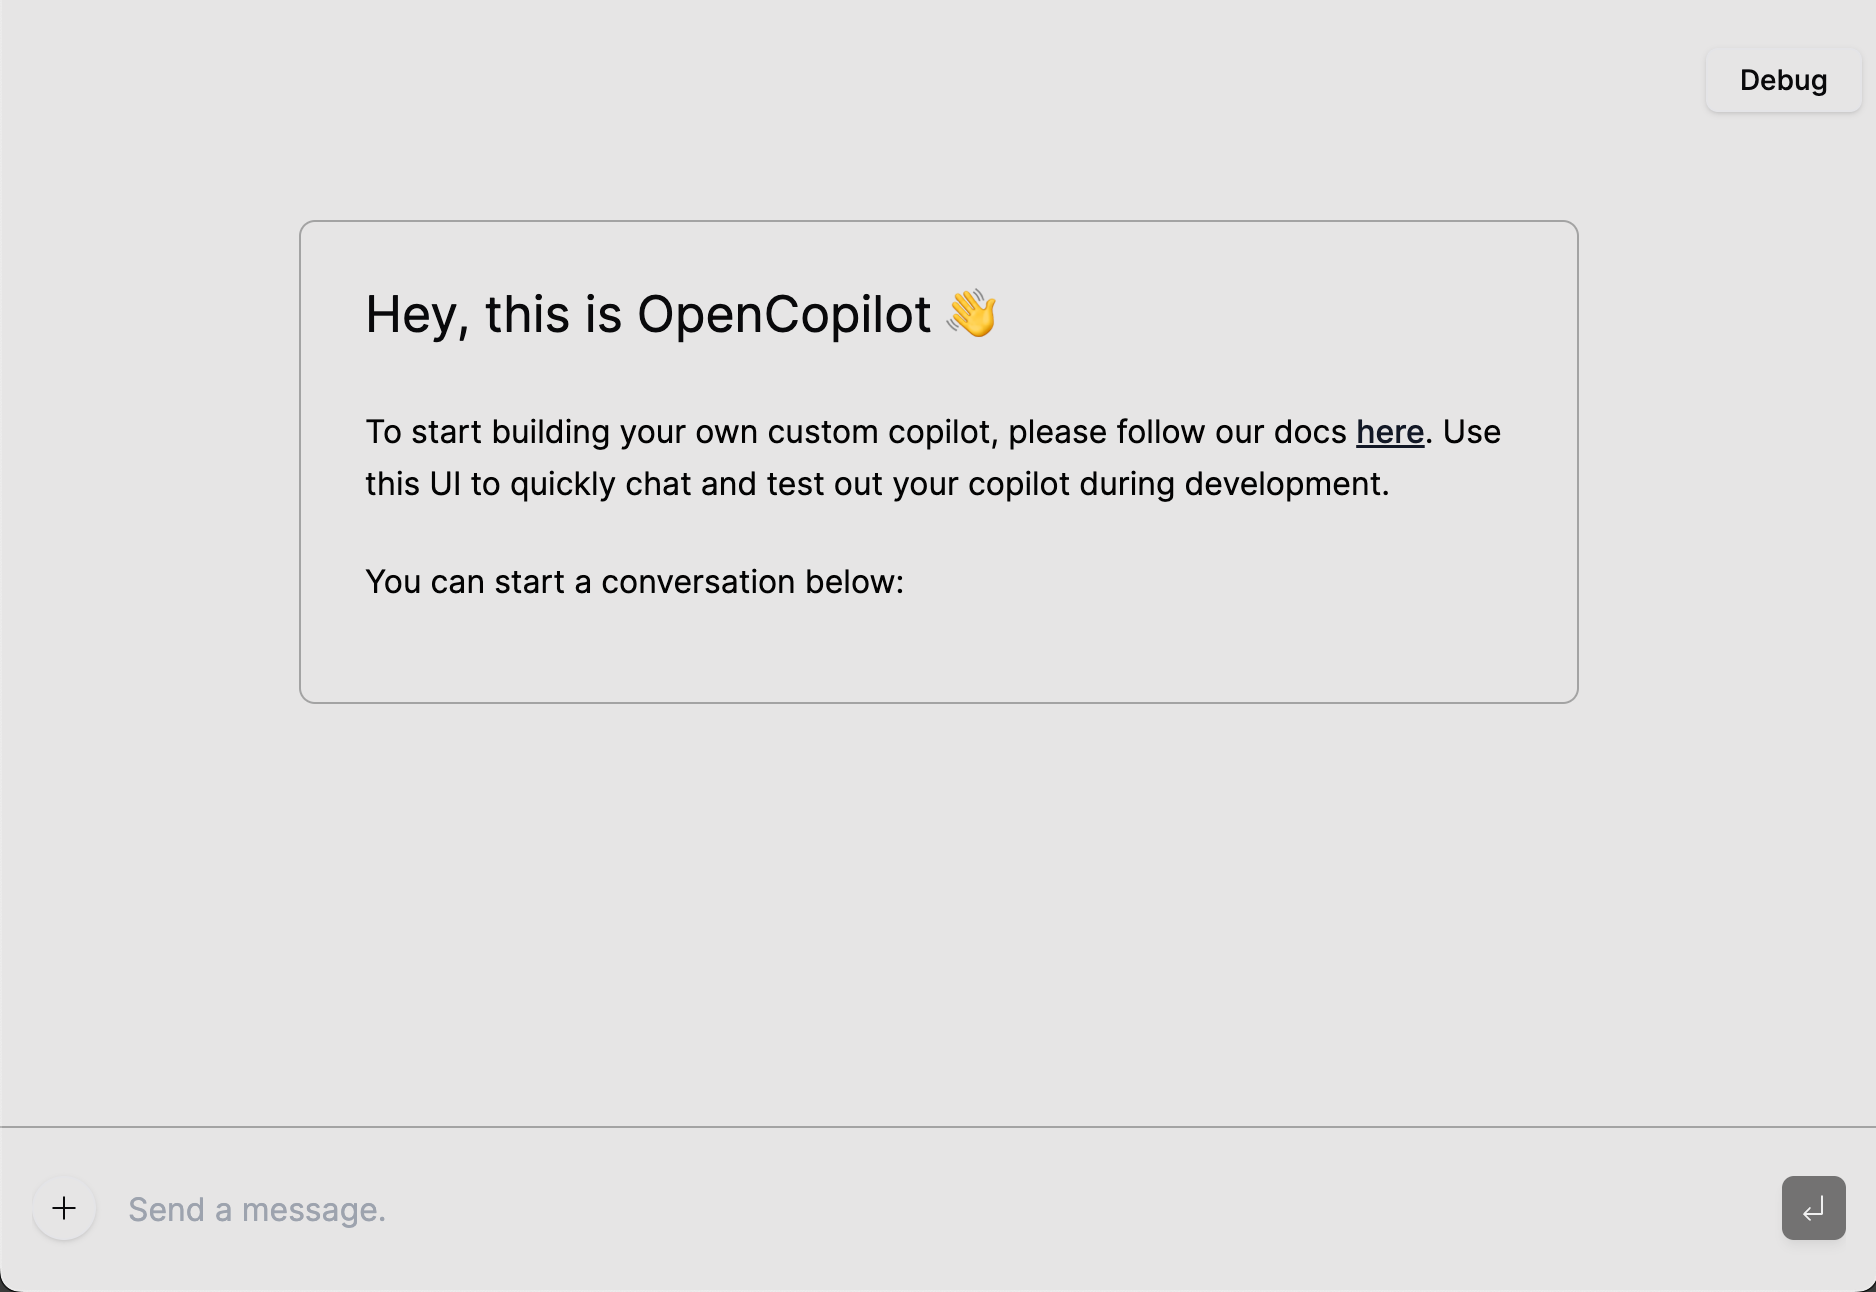 Debug
Hey, this is OpenCopilot 👋
To start building your own custom copilot, please follow our docs here. Use
this UI to quickly chat and test out your copilot during development.
You can start a conversation below:
Send a message.